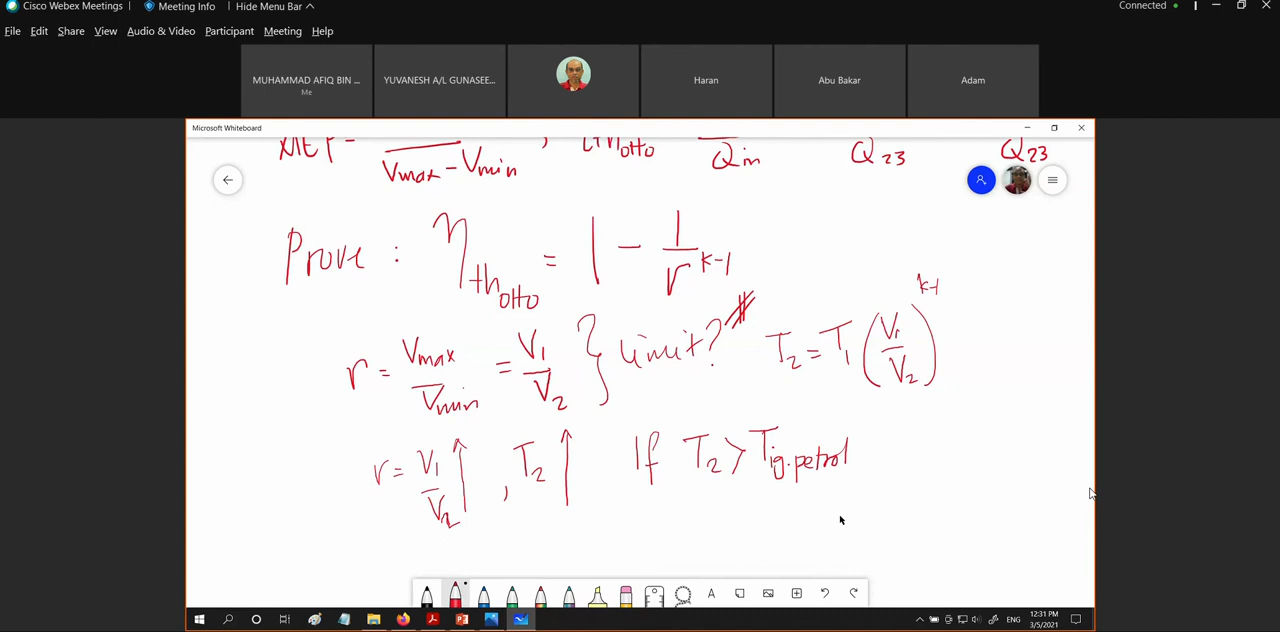 Cisco Webex Meetings | Meeting Info | Hide Menu Bar Connected
File Edit Share View Audio & Video Participant Meeting Help
MUHAMMAD AFIQ BIN ... YUVANESH A/L GUNASEE... Haran Abu Bakar Adam
Me
Microsoft Whiteboard
MEP = Vmax - Vmin , th otto Qin Q23 Q23
Prove : ηth otto = 1 - 1/r^k-1
r = Vmax/Vmin = V1/V2 } limit? # T2 = T1 (V1/V2)^k-1
r = V1/V2 ↑ , T2 ↑ If T2 > Tig.petrol
A
ENG 12:31 PM
3/5/2021